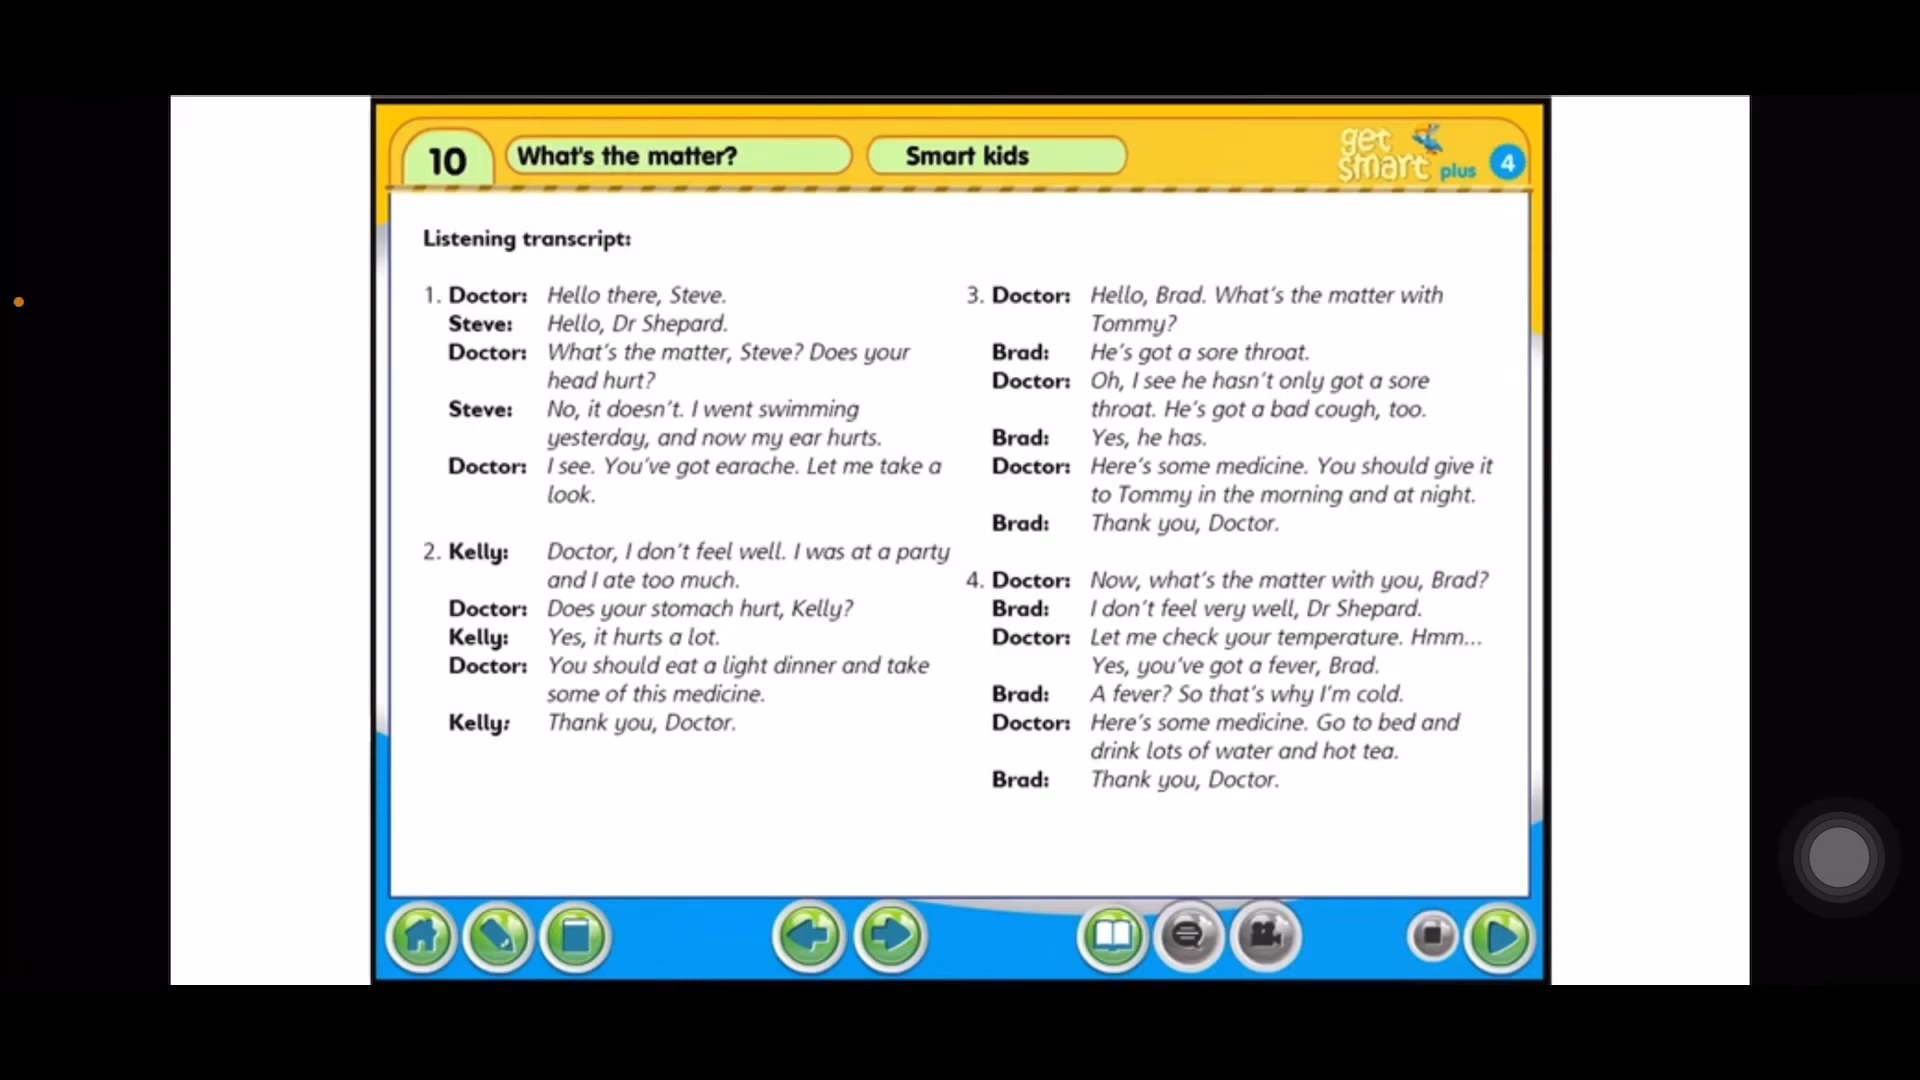 10
What's the matter?
Smart kids
get
smart plus 4
Listening transcript:
1. Doctor: Hello there, Steve.
Steve: Hello, Dr Shepard.
Doctor: What's the matter, Steve? Does your
head hurt?
Steve: No, it doesn't. I went swimming
yesterday, and now my ear hurts.
Doctor: I see. You've got earache. Let me take a
look.
2. Kelly: Doctor, I don't feel well. I was at a party
and I ate too much.
Doctor: Does your stomach hurt, Kelly?
Kelly: Yes, it hurts a lot.
Doctor: You should eat a light dinner and take
some of this medicine.
Kelly: Thank you, Doctor.
3. Doctor: Hello, Brad. What's the matter with
Tommy?
Brad: He's got a sore throat.
Doctor: Oh, I see he hasn't only got a sore
throat. He's got a bad cough, too.
Brad: Yes, he has.
Doctor: Here's some medicine. You should give it
to Tommy in the morning and at night.
Brad: Thank you, Doctor.
4. Doctor: Now, what's the matter with you, Brad?
Brad: I don't feel very well, Dr Shepard.
Doctor: Let me check your temperature. Hmm...
Yes, you've got a fever, Brad.
Brad: A fever? So that's why I'm cold.
Doctor: Here's some medicine. Go to bed and
drink lots of water and hot tea.
Brad: Thank you, Doctor.